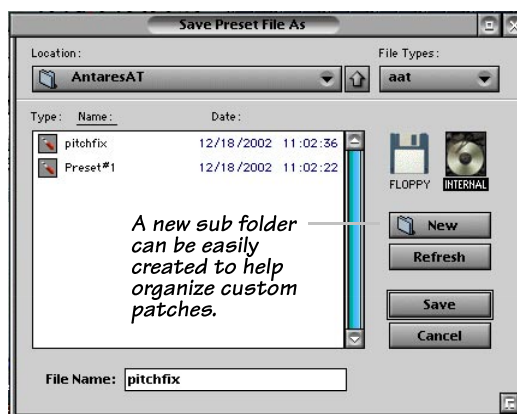 Save Preset File As
Location: File Types:
AntaresAT aat
Type: Name: Date:
pitchfix 12/18/2002 11:02:36
Preset#1 12/18/2002 11:02:22
FLOPPY INTERNAL
A new sub folder
can be easily
created to help
organize custom
patches.
New
Refresh
Save
Cancel
File Name: pitchfix